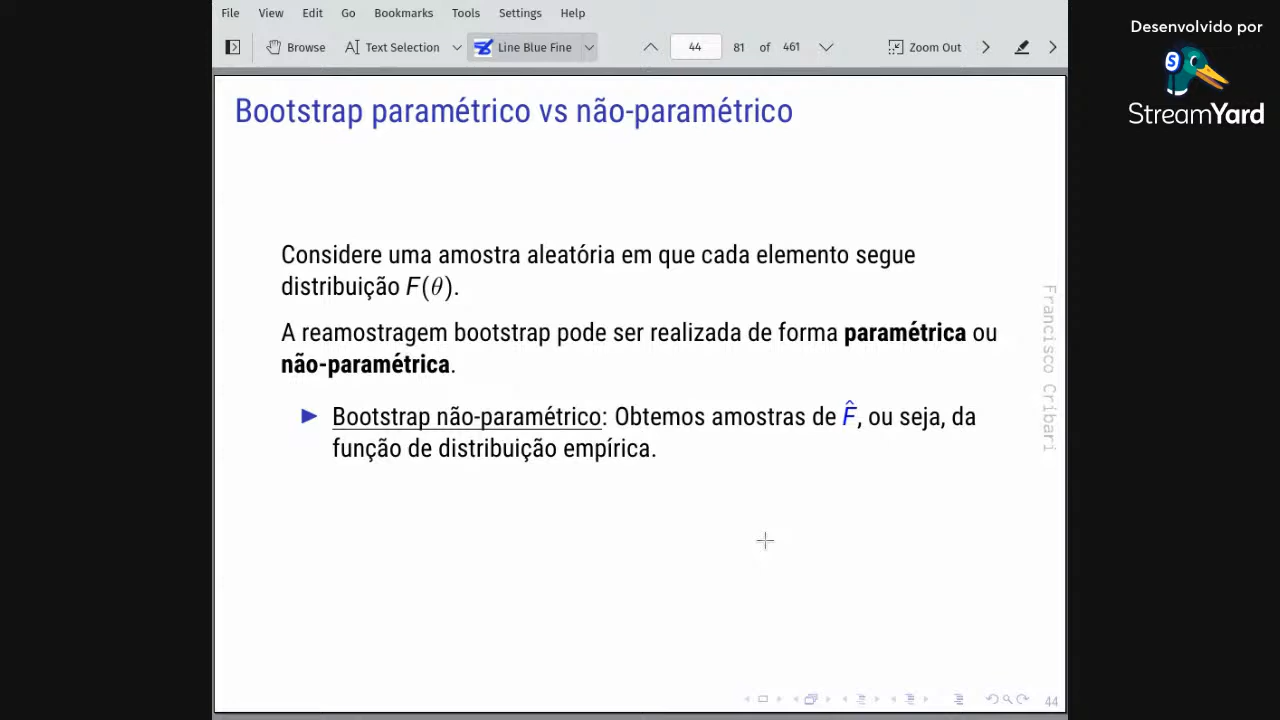 File View Edit Go Bookmarks Tools Settings Help
Desenvolvido por
Browse Text Selection Line Blue Fine 44 81 of 461 Zoom Out
S
StreamYard
Bootstrap paramétrico vs não-paramétrico
Considere uma amostra aleatória em que cada elemento segue
distribuição F(θ).
A reamostragem bootstrap pode ser realizada de forma paramétrica ou
não-paramétrica.
Bootstrap não-paramétrico: Obtemos amostras de F̂, ou seja, da
função de distribuição empírica.
Francisco Cribari
44